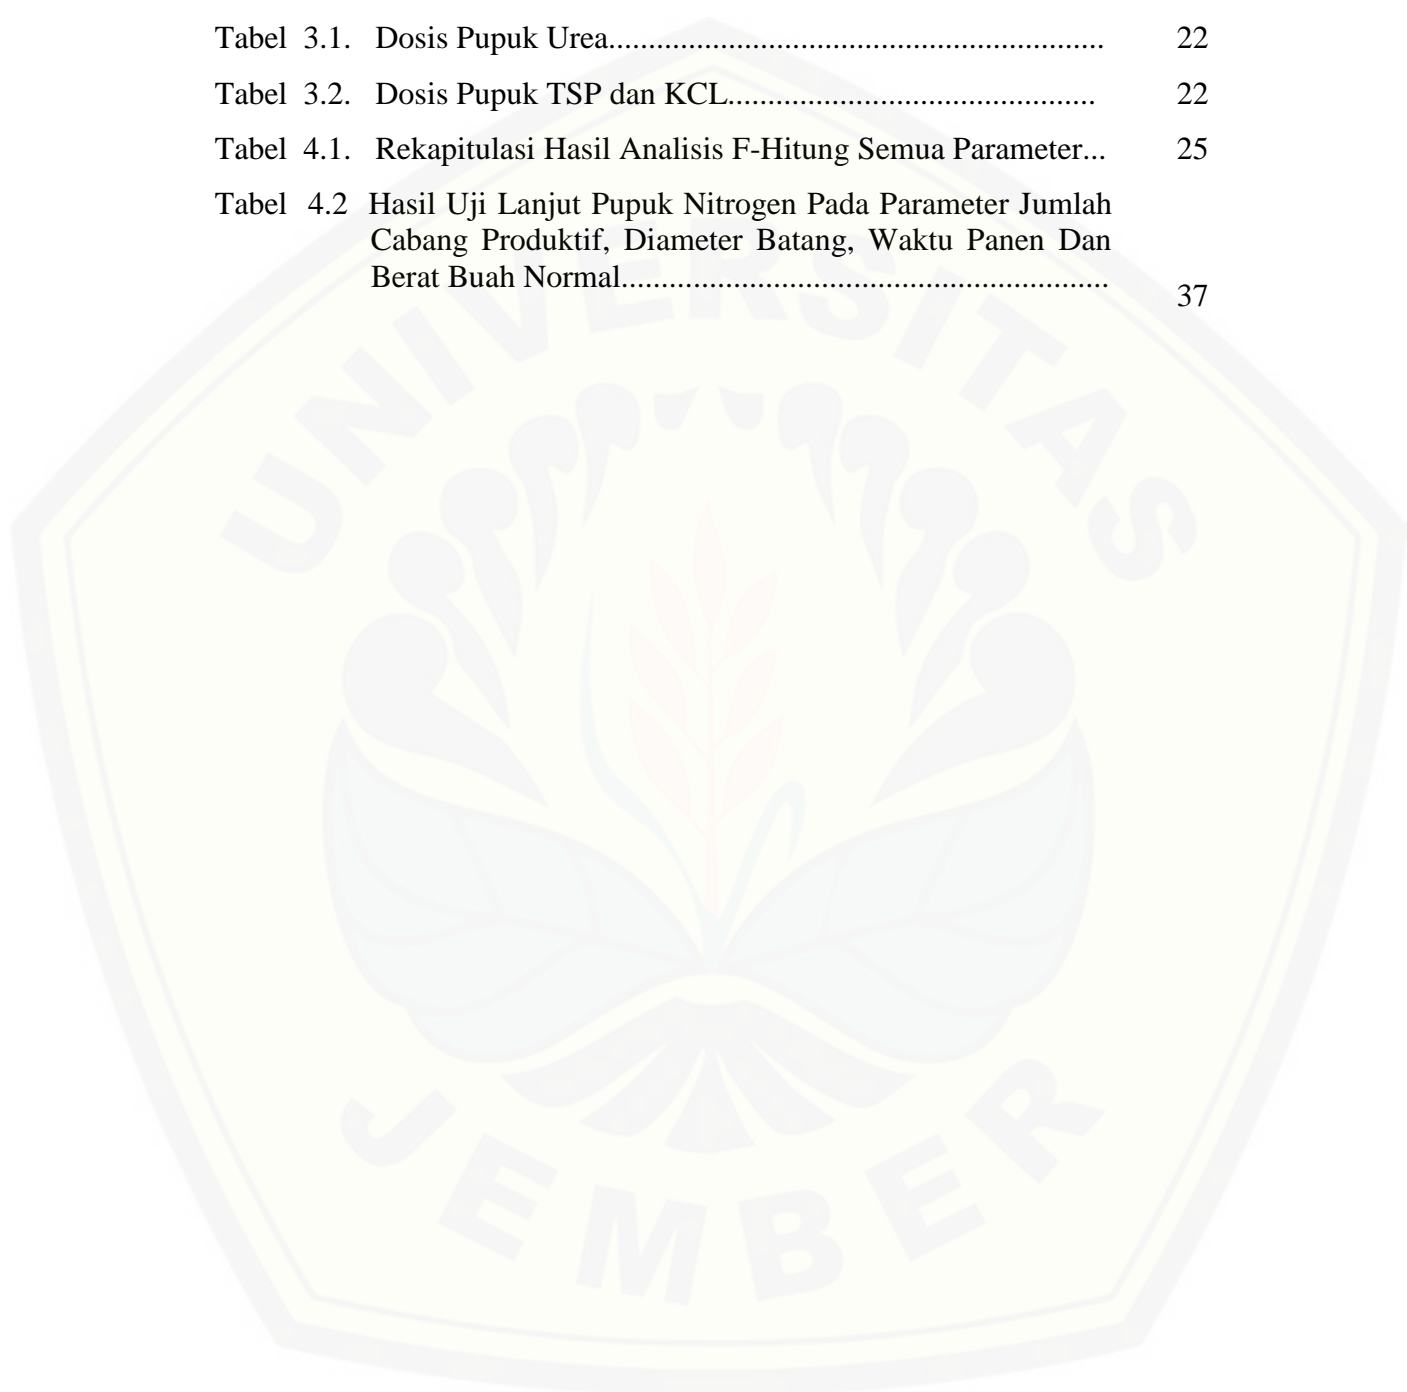 Tabel 3.1. Dosis Pupuk Urea.............................................................. 22
Tabel 3.2. Dosis Pupuk TSP dan KCL.............................................. 22
Tabel 4.1. Rekapitulasi Hasil Analisis F-Hitung Semua Parameter... 25
Tabel 4.2 Hasil Uji Lanjut Pupuk Nitrogen Pada Parameter Jumlah
Cabang Produktif, Diameter Batang, Waktu Panen Dan
Berat Buah Normal............................................................. 37
UNIVERSITAS
JEMBER